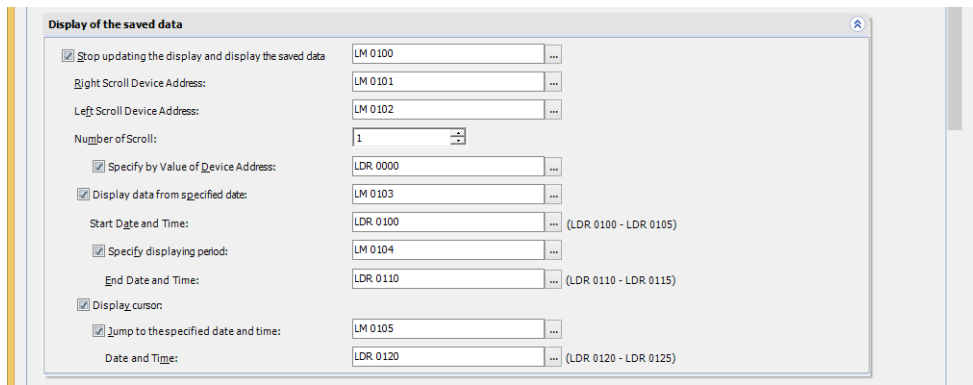 Display of the saved data
Stop updating the display and display the saved data LM 0100 ...
Right Scroll Device Address: LM 0101 ...
Left Scroll Device Address: LM 0102 ...
Number of Scroll: 1
Specify by Value of Device Address: LDR 0000 ...
Display data from specified date: LM 0103 ...
Start Date and Time: LDR 0100 ... (LDR 0100 - LDR 0105)
Specify displaying period: LM 0104 ...
End Date and Time: LDR 0110 ... (LDR 0110 - LDR 0115)
Display cursor:
Jump to the specified date and time: LM 0105 ...
Date and Time: LDR 0120 ... (LDR 0120 - LDR 0125)